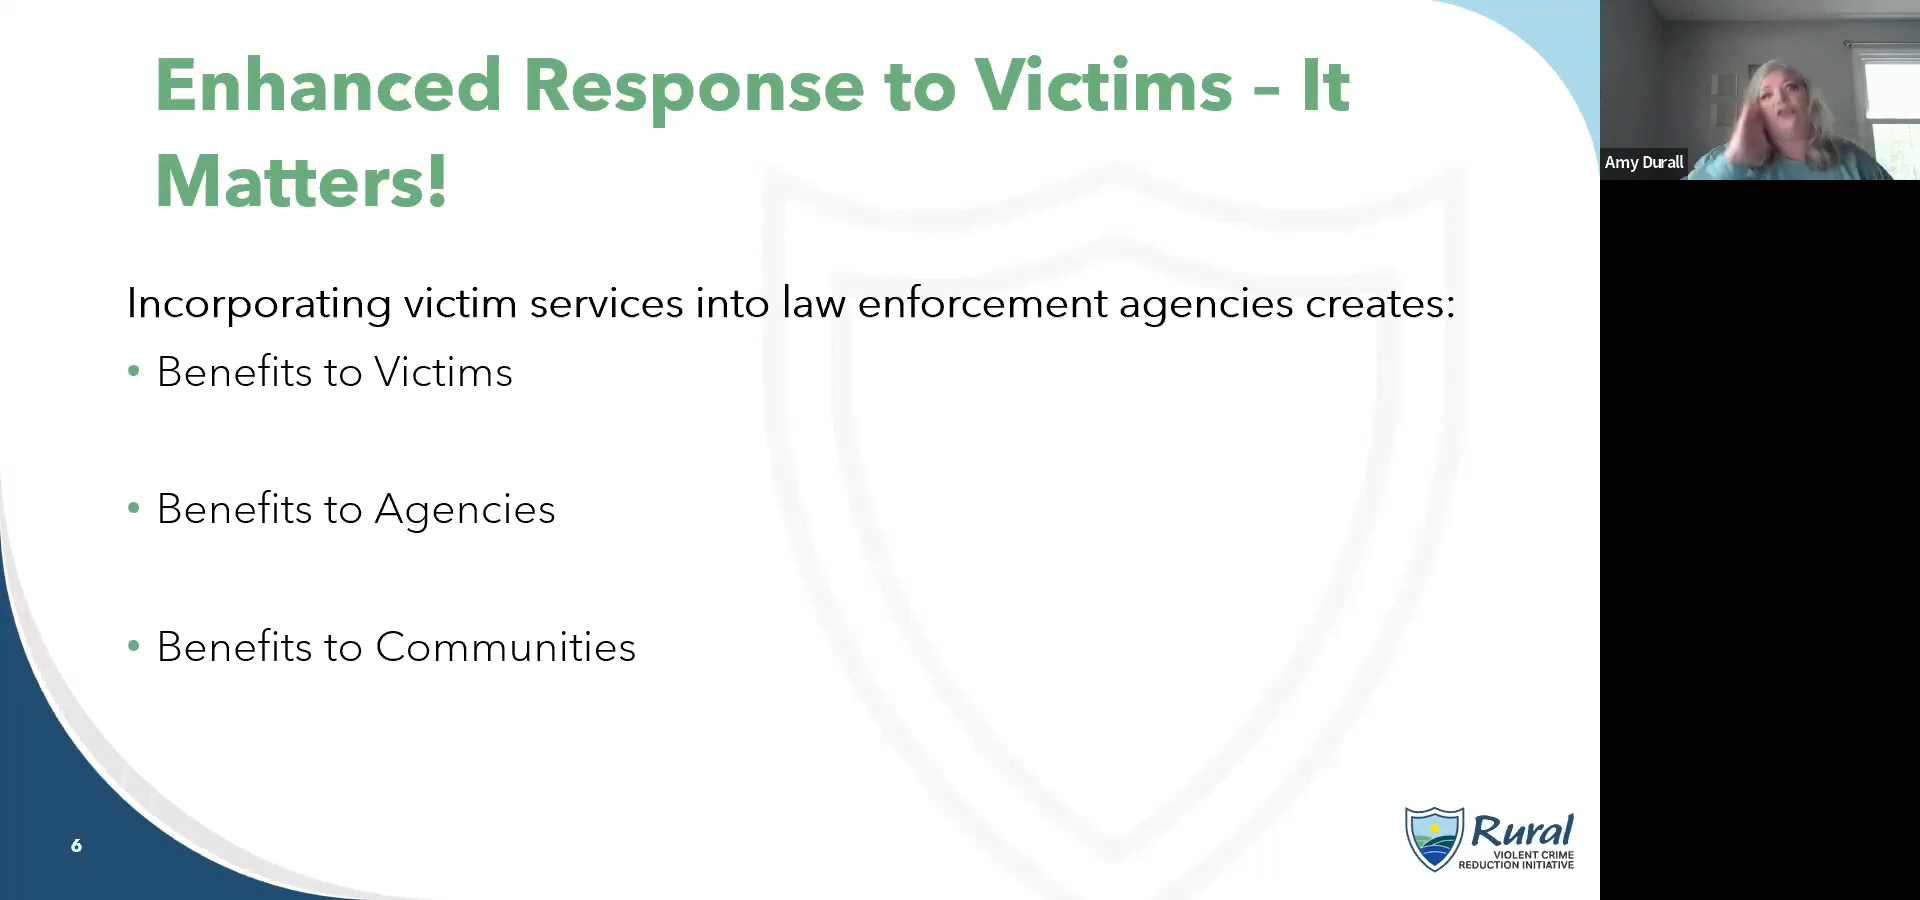 Enhanced Response to Victims – It
Matters!
Amy Durall
Incorporating victim services into law enforcement agencies creates:
• Benefits to Victims
• Benefits to Agencies
• Benefits to Communities
6
Rural
VIOLENT CRIME
REDUCTION INITIATIVE